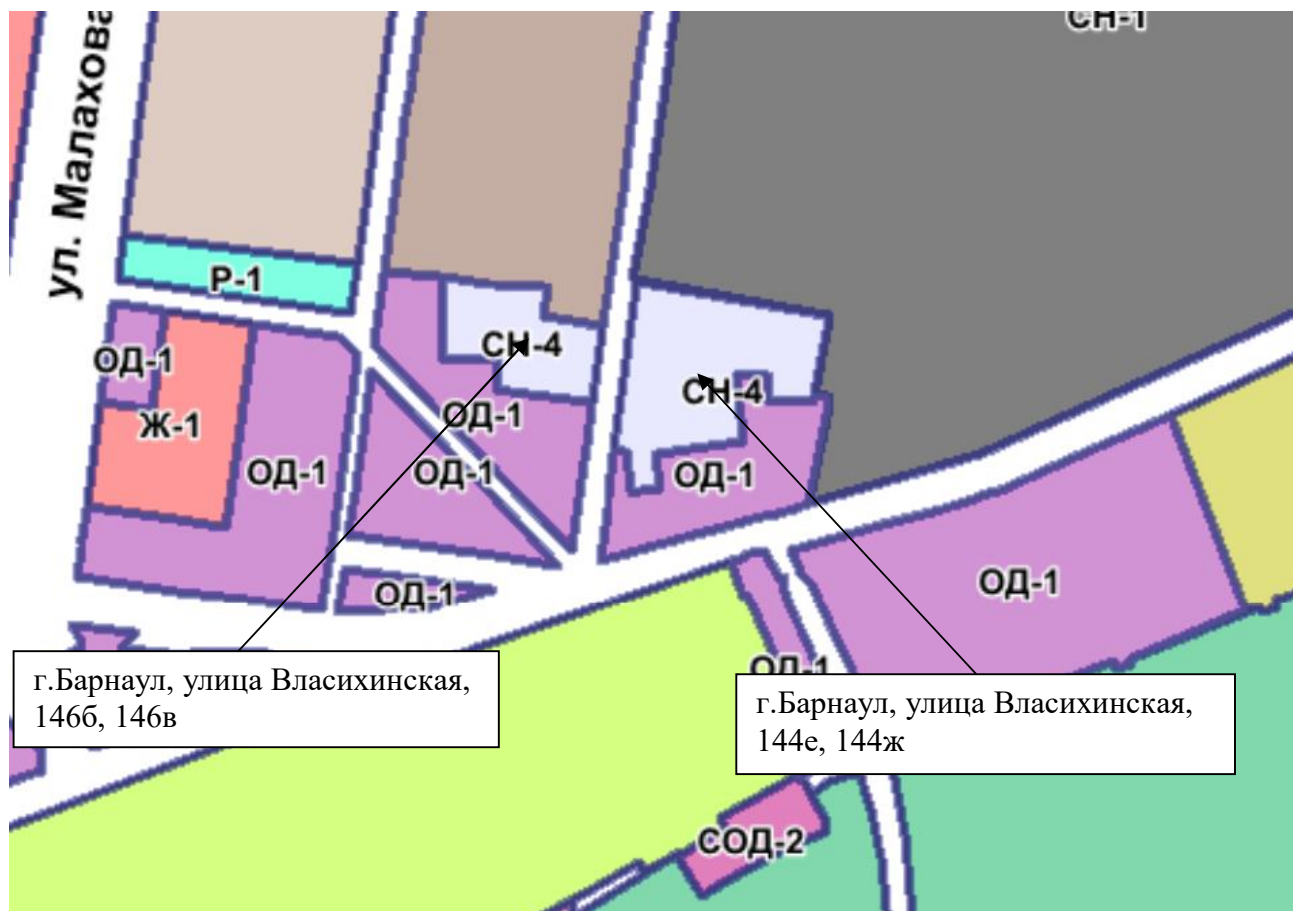 СН-1
ул. Малахова
Р-1
СН-4
ОД-1
СН-4
Ж-1
ОД-1
ОД-1
ОД-1
ОД-1
ОД-1
ОД-1
ОД-1
г.Барнаул, улица Власихинская,
146б, 146в
ОД-1
г.Барнаул, улица Власихинская,
144е, 144ж
СОД-2